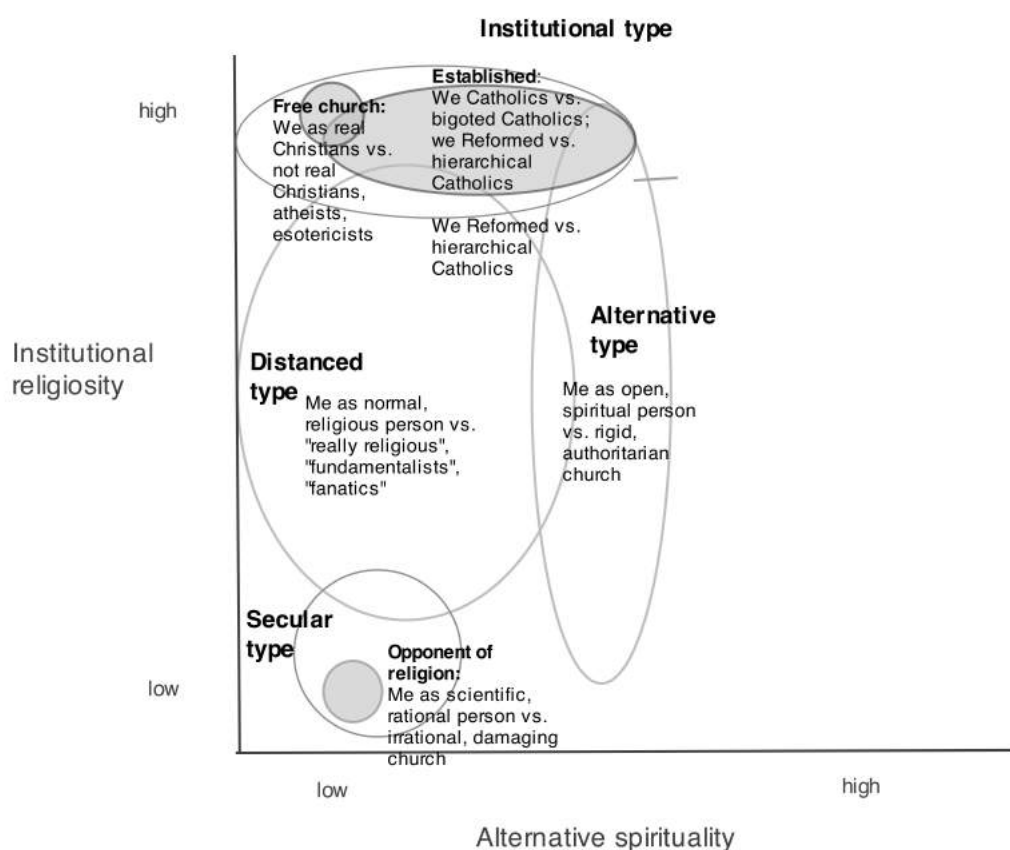 Institutional type
high
Free church:
We as real
Christians vs.
not real
Christians,
atheists,
esotericists
Established:
We Catholics vs.
bigoted Catholics;
we Reformed vs.
hierarchical
Catholics
We Reformed vs.
hierarchical
Catholics
Institutional
religiosity
Distanced
type
Me as normal,
religious person vs.
"really religious",
"fundamentalists",
"fanatics"
Alternative
type
Me as open,
spiritual person
vs. rigid,
authoritarian
church
Secular
type
Opponent of
religion:
Me as scientific,
rational person vs.
irrational, damaging
church
low
low
high
Alternative spirituality